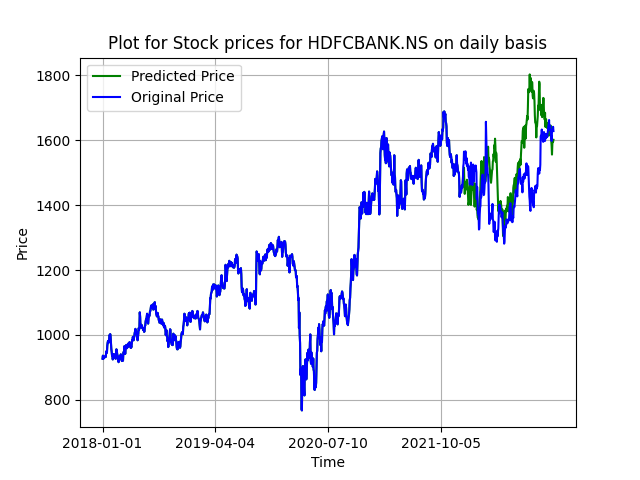 Plot for Stock prices for HDFCBANK.NS on daily basis
Predicted Price
Original Price
1800
1600
1400
1200
1000
800
Price
2018-01-01 2019-04-04 2020-07-10 2021-10-05
Time